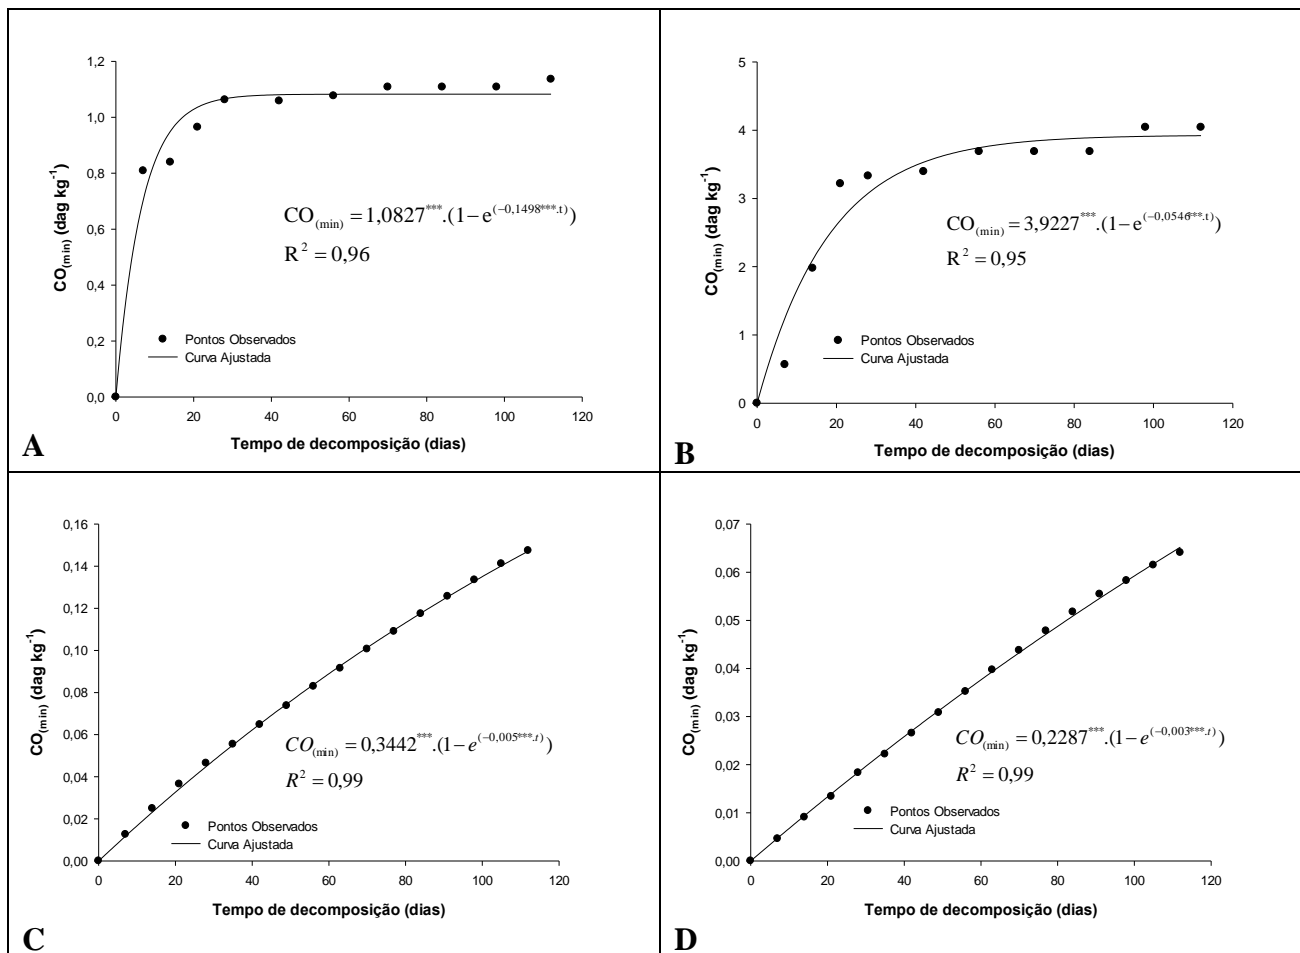 1,2
1,0
0,8
0,6
0,4
0,2
0,0
CO(min) (dag kg-1)
CO(min) = 1,0827***.(1− e(−0,1498***.t))
R2 = 0,96
Pontos Observados
Curva Ajustada
0 20 40 60 80 100 120
Tempo de decomposição (dias)
A
5
4
3
2
1
0
CO(min) (dag kg-1)
CO(min) = 3,9227***.(1− e(−0,0546***.t))
R2 = 0,95
Pontos Observados
Curva Ajustada
0 20 40 60 80 100 120
Tempo de decomposição (dias)
B
0,16
0,14
0,12
0,10
0,08
0,06
0,04
0,02
0,00
CO(min) (dag kg-1)
CO(min) = 0,3442***.(1− e(−0,005***.t))
R2 = 0,99
Pontos Observados
Curva Ajustada
0 20 40 60 80 100 120
Tempo de decomposição (dias)
C
0,07
0,06
0,05
0,04
0,03
0,02
0,01
0,00
CO(min) (dag kg-1)
CO(min) = 0,2287***.(1− e(−0,003***.t))
R2 = 0,99
Pontos Observados
Curva Ajustada
0 20 40 60 80 100 120
Tempo de decomposição (dias)
D